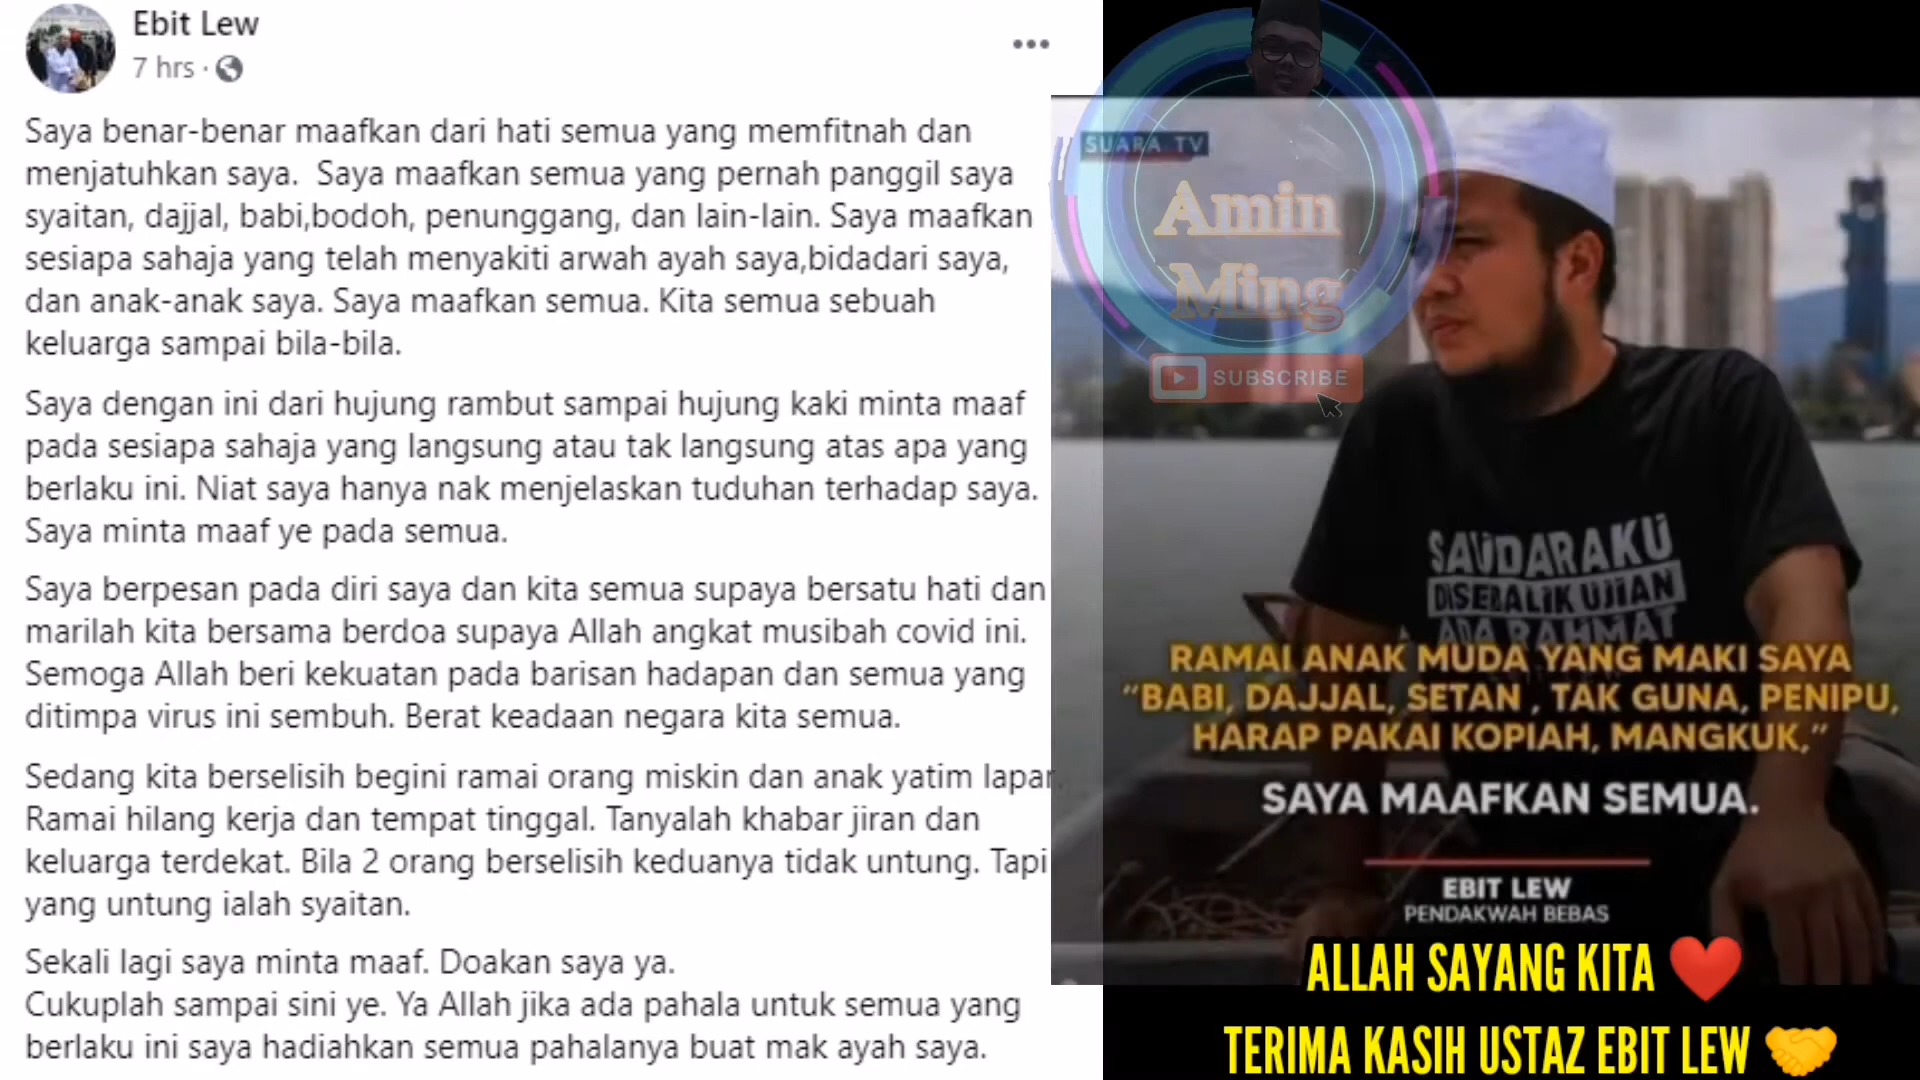 Ebit Lew
7 hrs ·
Saya benar-benar maafkan dari hati semua yang memfitnah dan
menjatuhkan saya.  Saya maafkan semua yang pernah panggil saya
syaitan, dajjal, babi,bodoh, penunggang, dan lain-lain. Saya maafkan
sesiapa sahaja yang telah menyakiti arwah ayah saya,bidadari saya,
dan anak-anak saya. Saya maafkan semua. Kita semua sebuah
keluarga sampai bila-bila.
Saya dengan ini dari hujung rambut sampai hujung kaki minta maaf
pada sesiapa sahaja yang langsung atau tak langsung atas apa yang
berlaku ini. Niat saya hanya nak menjelaskan tuduhan terhadap saya.
Saya minta maaf ye pada semua.
Saya berpesan pada diri saya dan kita semua supaya bersatu hati dan
marilah kita bersama berdoa supaya Allah angkat musibah covid ini.
Semoga Allah beri kekuatan pada barisan hadapan dan semua yang
ditimpa virus ini sembuh. Berat keadaan negara kita semua.
Sedang kita berselisih begini ramai orang miskin dan anak yatim lapar.
Ramai hilang kerja dan tempat tinggal. Tanyalah khabar jiran dan
keluarga terdekat. Bila 2 orang berselisih keduanya tidak untung. Tapi
yang untung ialah syaitan.
Sekali lagi saya minta maaf. Doakan saya ya.
Cukuplah sampai sini ye. Ya Allah jika ada pahala untuk semua yang
berlaku ini saya hadiahkan semua pahalanya buat mak ayah saya.
SUARA TV
Amin
Ming
SUBSCRIBE
SAUDARAKU
DISEBALIK UJIAN
ADA RAHMAT
RAMAI ANAK MUDA YANG MAKI SAYA
"BABI, DAJJAL, SETAN , TAK GUNA, PENIPU,
HARAP PAKAI KOPIAH, MANGKUK,"
SAYA MAAFKAN SEMUA.
EBIT LEW
PENDAKWAH BEBAS
ALLAH SAYANG KITA ❤️
TERIMA KASIH USTAZ EBIT LEW 🤝